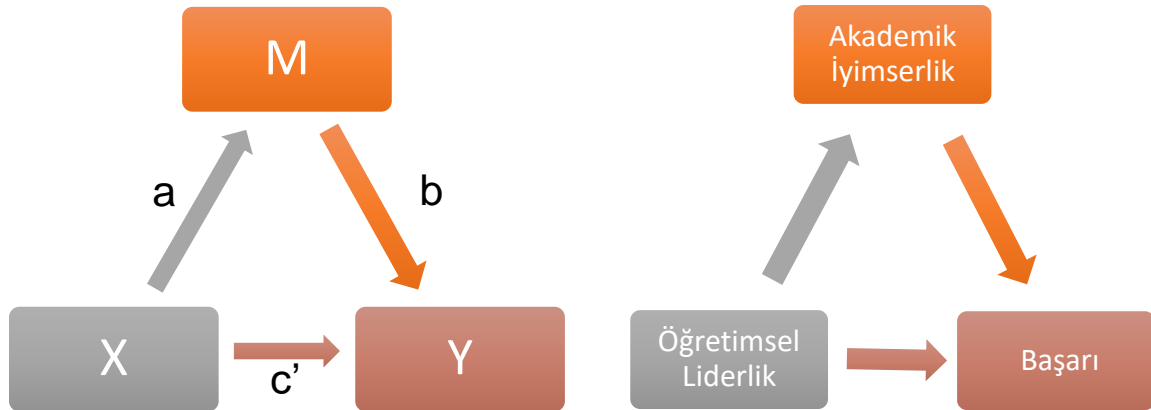 M
a
b
X
c’
Y
Akademik
İyimserlik
Öğretimsel
Liderlik
Başarı